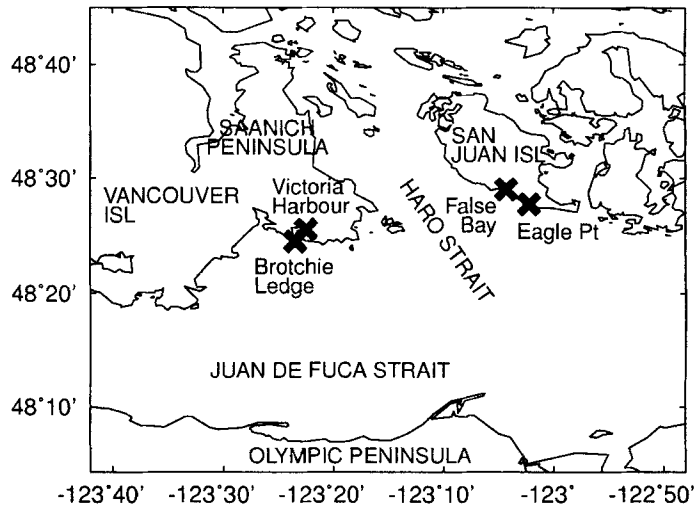 48°40'
SAANICH
PENINSULA
SAN
JUAN ISL
48°30'
VANCOUVER
ISL
Victoria
Harbour
HARO STRAIT
False
Bay
Eagle Pt
Brotchie
Ledge
48°20'
JUAN DE FUCA STRAIT
48°10'
OLYMPIC PENINSULA
-123°40' -123°30' -123°20' -123°10' -123° -122°50'